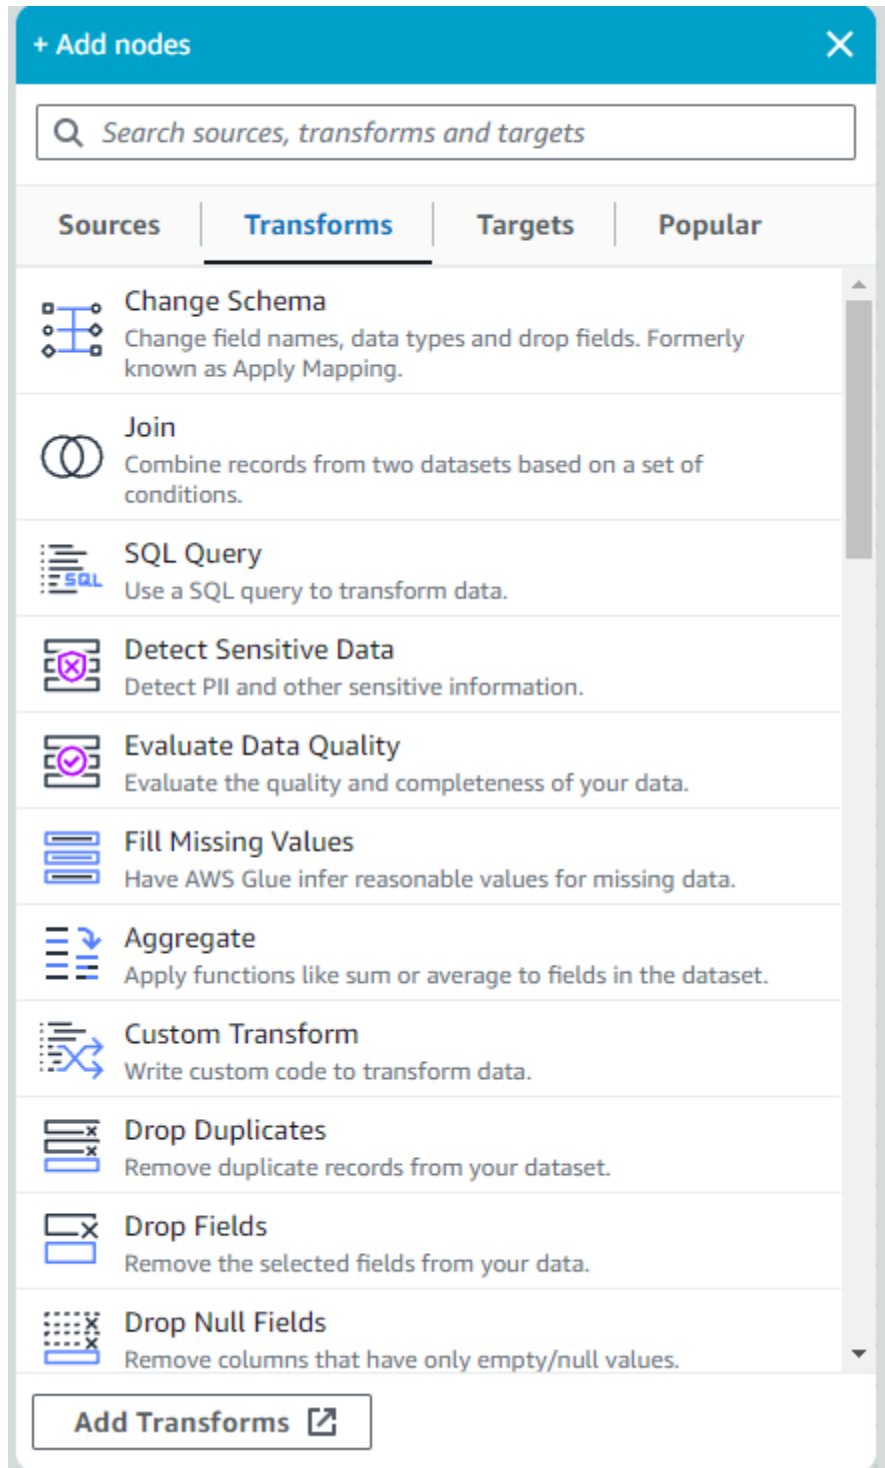 + Add nodes
Search sources, transforms and targets
Sources Transforms Targets Popular
Change Schema
Change field names, data types and drop fields. Formerly
known as Apply Mapping.
Join
Combine records from two datasets based on a set of
conditions.
SQL Query
SQL
Use a SQL query to transform data.
Detect Sensitive Data
Detect PII and other sensitive information.
Evaluate Data Quality
Evaluate the quality and completeness of your data.
Fill Missing Values
Have AWS Glue infer reasonable values for missing data.
Aggregate
Apply functions like sum or average to fields in the dataset.
Custom Transform
Write custom code to transform data.
Drop Duplicates
Remove duplicate records from your dataset.
Drop Fields
Remove the selected fields from your data.
Drop Null Fields
Remove columns that have only empty/null values.
Add Transforms